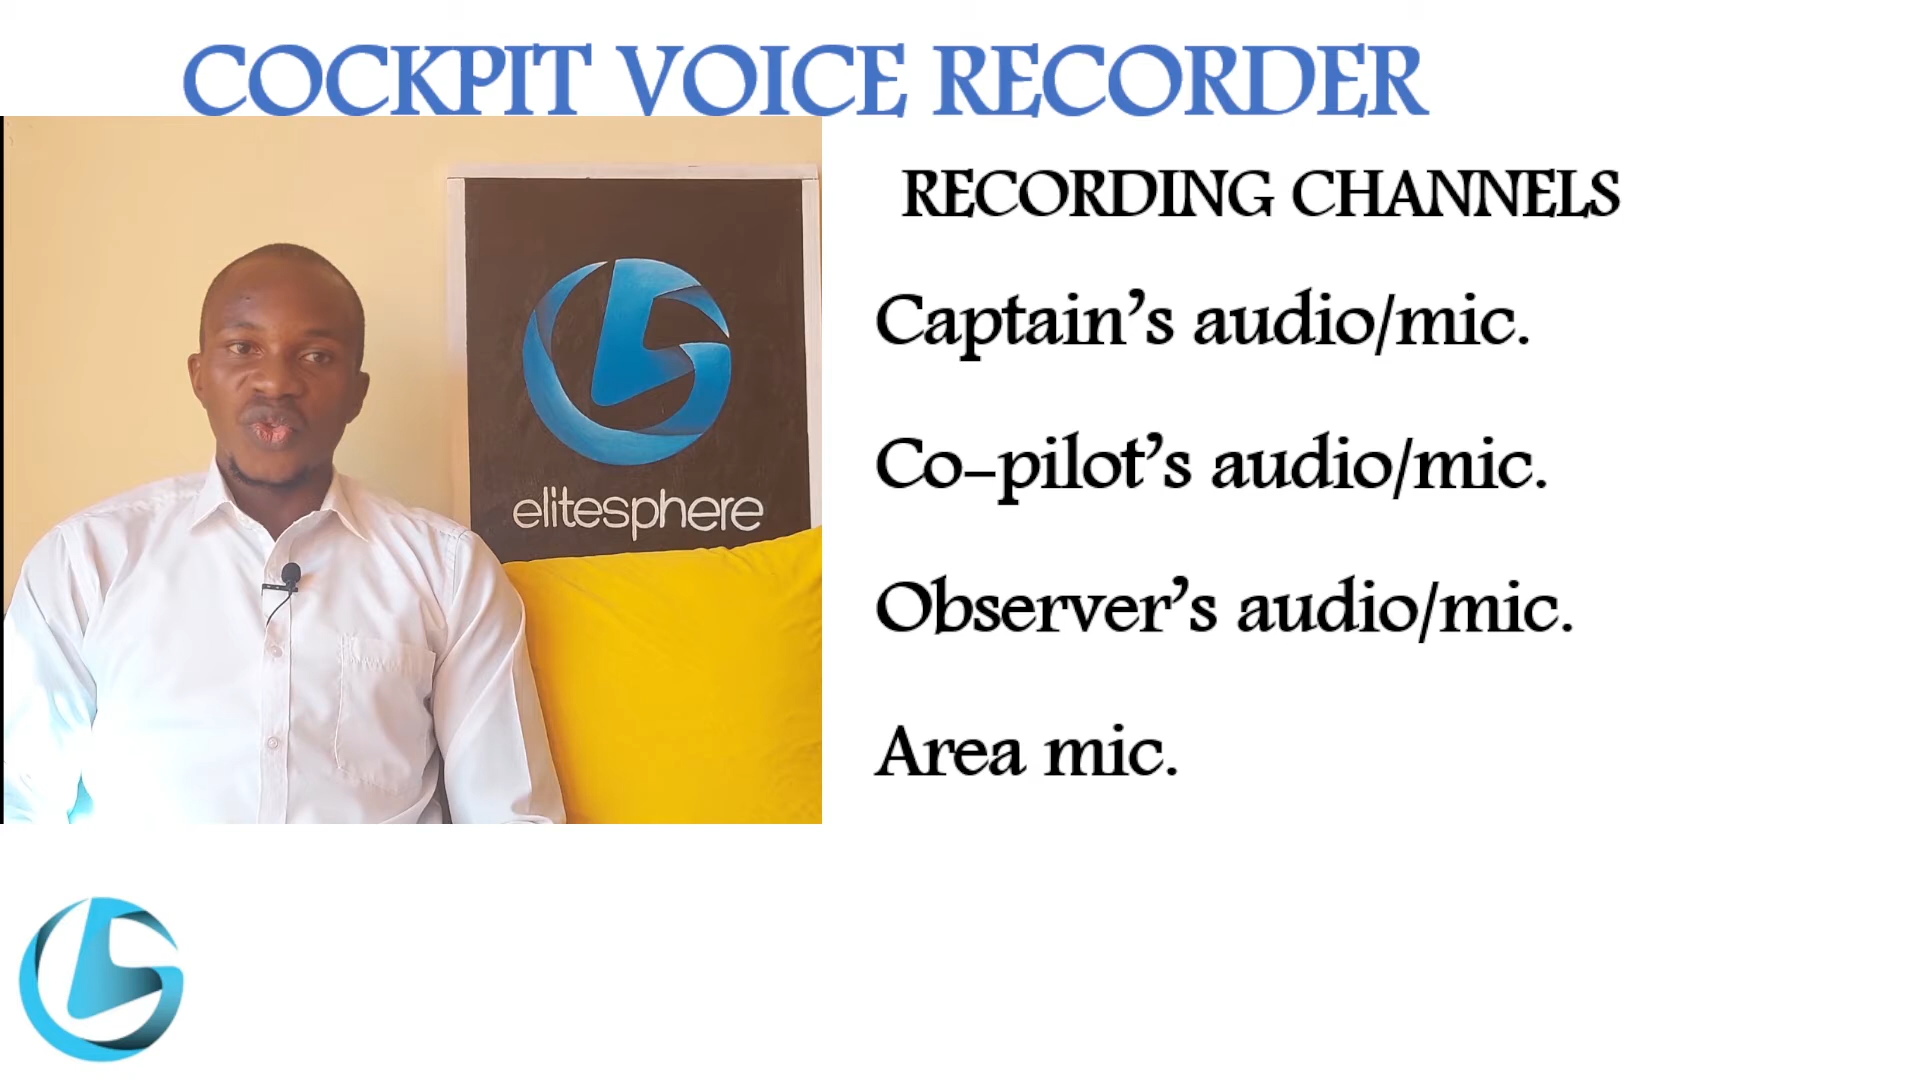 COCKPIT VOICE RECORDER
RECORDING CHANNELS
Captain’s audio/mic.
Co-pilot’s audio/mic.
Observer’s audio/mic.
Area mic.
elitesphere